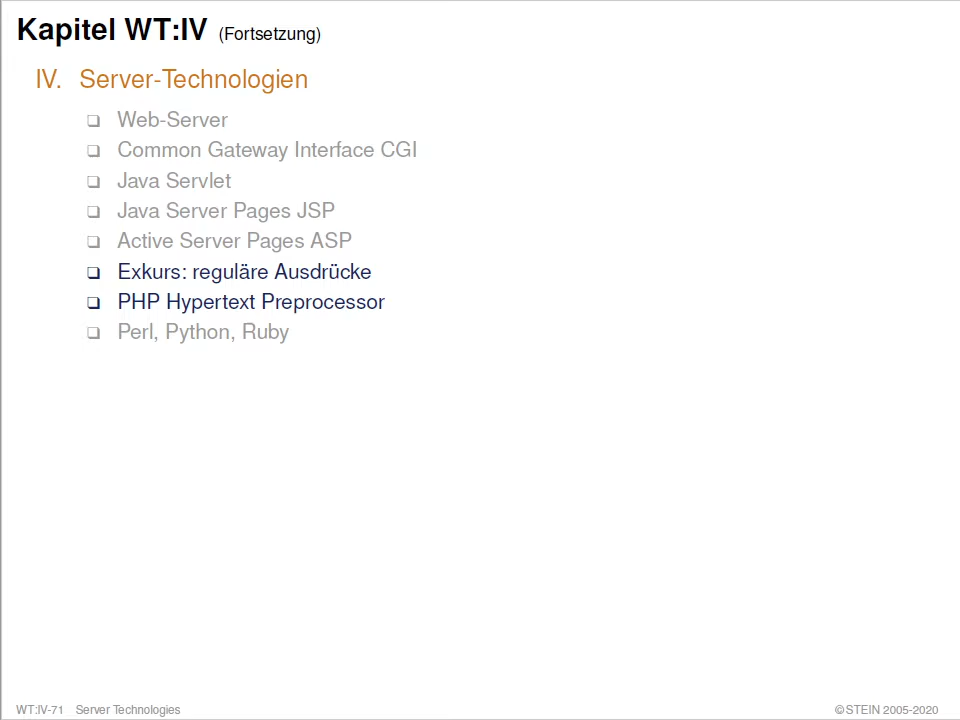 Kapitel WT:IV (Fortsetzung)
IV. Server-Technologien
❑ Web-Server
❑ Common Gateway Interface CGI
❑ Java Servlet
❑ Java Server Pages JSP
❑ Active Server Pages ASP
❑ Exkurs: reguläre Ausdrücke
❑ PHP Hypertext Preprocessor
❑ Perl, Python, Ruby
WT:IV-71 Server Technologies ©STEIN 2005-2020